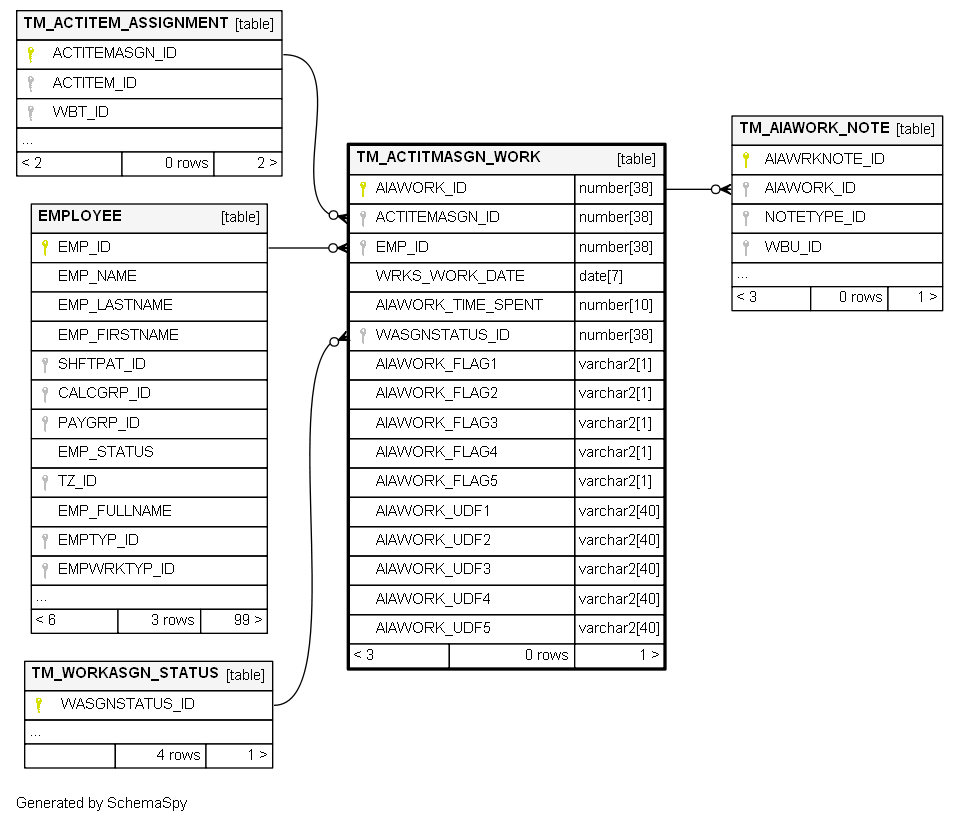 TM_ACTITEM_ASSIGNMENT [table]
ACTITEMASGN_ID
ACTITEM_ID
WBT_ID
...
< 2 0 rows 2 >
EMPLOYEE [table]
EMP_ID
EMP_NAME
EMP_LASTNAME
EMP_FIRSTNAME
SHFTPAT_ID
CALCGRP_ID
PAYGRP_ID
EMP_STATUS
TZ_ID
EMP_FULLNAME
EMPTYP_ID
EMPWRKTYP_ID
...
< 6 3 rows 99 >
TM_WORKASGN_STATUS [table]
WASGNSTATUS_ID
...
4 rows 1 >
TM_ACTITMASGN_WORK [table]
AIAWORK_ID number[38]
ACTITEMASGN_ID number[38]
EMP_ID number[38]
WRKS_WORK_DATE date[7]
AIAWORK_TIME_SPENT number[10]
WASGNSTATUS_ID number[38]
AIAWORK_FLAG1 varchar2[1]
AIAWORK_FLAG2 varchar2[1]
AIAWORK_FLAG3 varchar2[1]
AIAWORK_FLAG4 varchar2[1]
AIAWORK_FLAG5 varchar2[1]
AIAWORK_UDF1 varchar2[40]
AIAWORK_UDF2 varchar2[40]
AIAWORK_UDF3 varchar2[40]
AIAWORK_UDF4 varchar2[40]
AIAWORK_UDF5 varchar2[40]
< 3 0 rows 1 >
TM_AIAWORK_NOTE [table]
AIAWRKNOTE_ID
AIAWORK_ID
NOTETYPE_ID
WBU_ID
...
< 3 0 rows 1 >
Generated by SchemaSpy